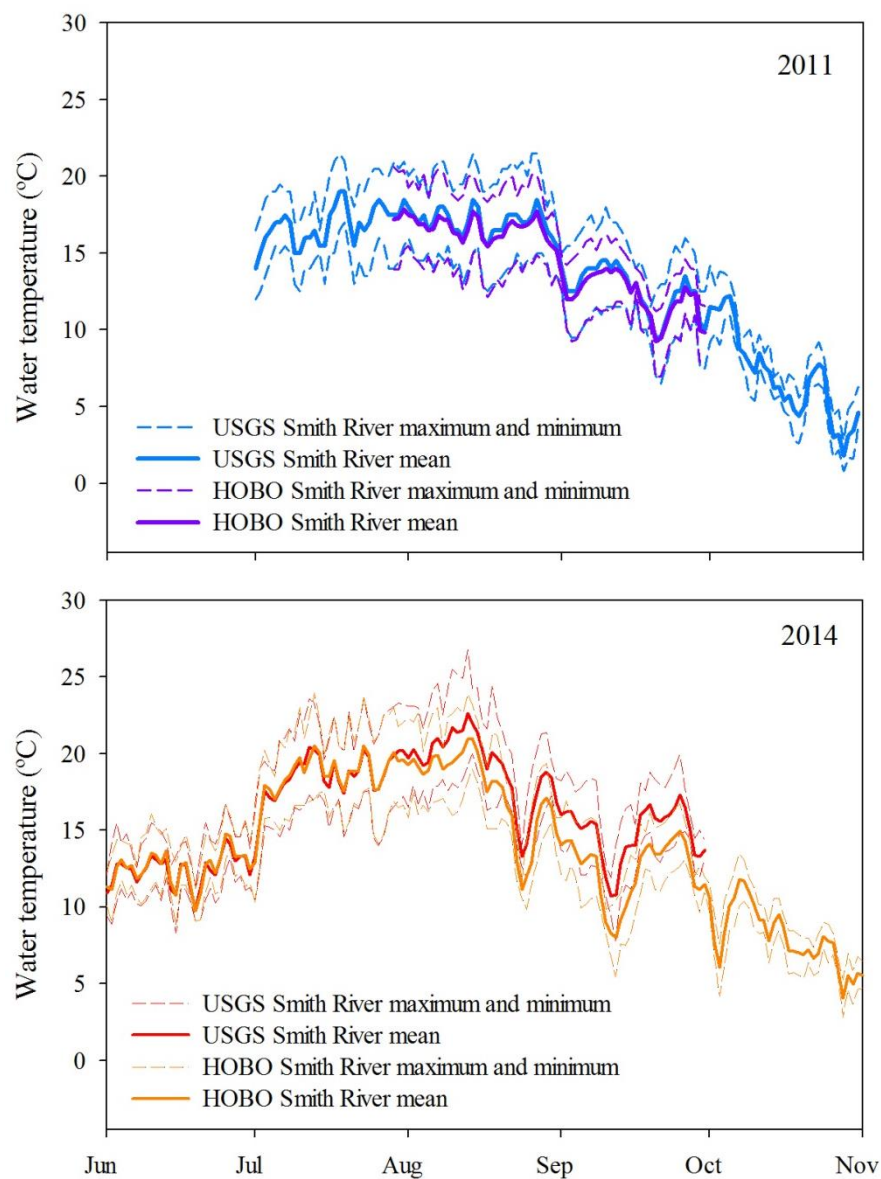 30
2011
25
20
15
10
5
0
Water temperature (ºC)
USGS Smith River maximum and minimum
USGS Smith River mean
HOBO Smith River maximum and minimum
HOBO Smith River mean
30
2014
25
20
15
10
5
0
Water temperature (ºC)
USGS Smith River maximum and minimum
USGS Smith River mean
HOBO Smith River maximum and minimum
HOBO Smith River mean
Jun Jul Aug Sep Oct Nov